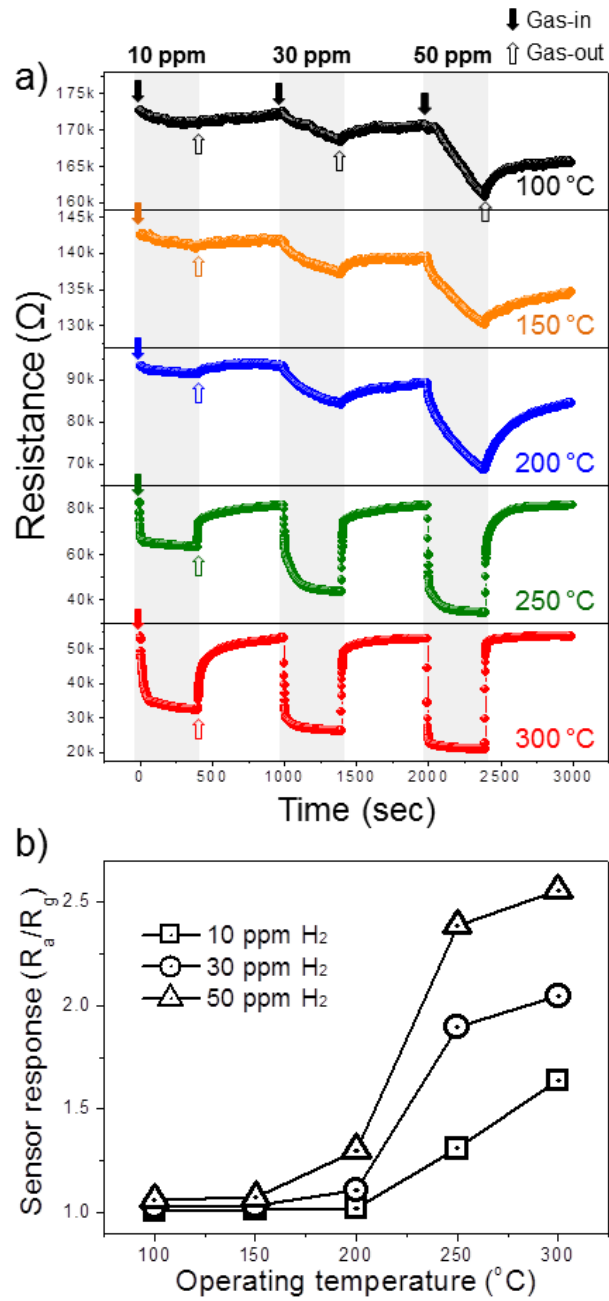 Gas-in
Gas-out
a)
10 ppm 30 ppm 50 ppm
175k
170k
165k
160k
100 °C
145k
140k
135k
130k
150 °C
90k
80k
70k
200 °C
80k
60k
40k
250 °C
50k
40k
30k
20k
300 °C
Resistance (Ω)
0 500 1000 1500 2000 2500 3000
Time (sec)
b)
Sensor response (Ra/Rg)
2.5
2.0
1.5
1.0
10 ppm H2
30 ppm H2
50 ppm H2
100 150 200 250 300
Operating temperature (°C)